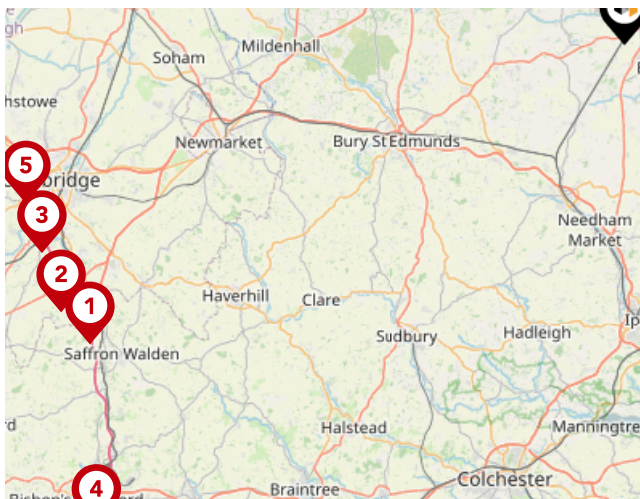 Mildenhall
Soham
Newmarket
Bury St Edmunds
5
3
Needham
Market
2
1
Haverhill
Clare
Sudbury
Hadleigh
Saffron Walden
Halstead
Colchester
Braintree
4